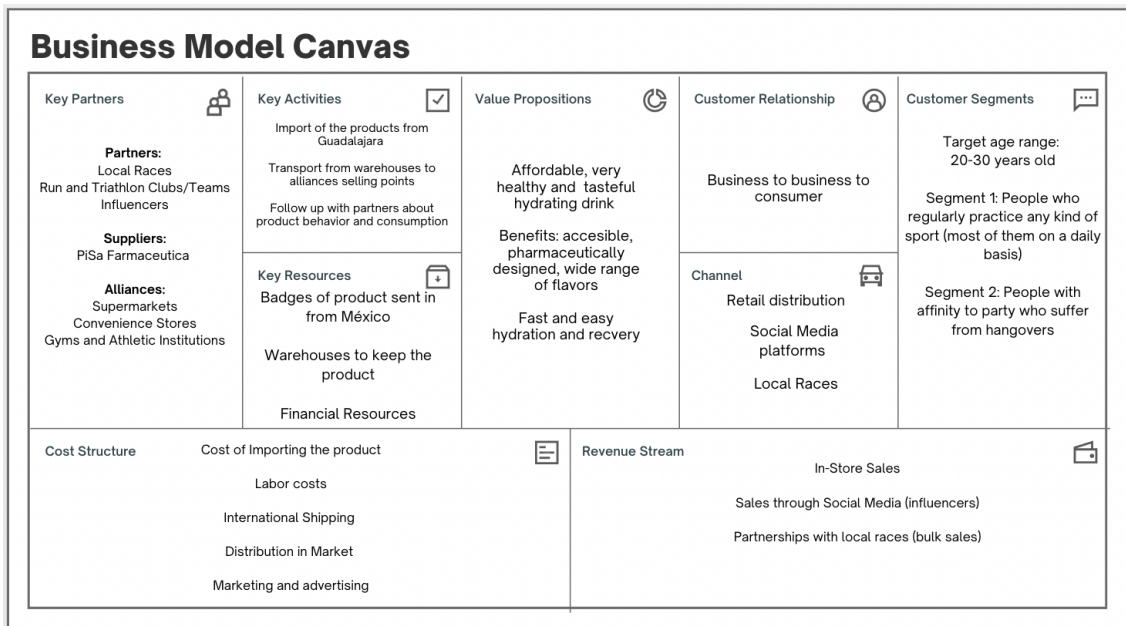 Business Model Canvas
Key Partners
Partners:
Local Races
Run and Triathlon Clubs/Teams
Influencers
Suppliers:
PiSa Farmaceutica
Alliances:
Supermarkets
Convenience Stores
Gyms and Athletic Institutions
Key Activities
Import of the products from
Guadalajara
Transport from warehouses to
alliances selling points
Follow up with partners about
product behavior and consumption
Key Resources
Badges of product sent in
from México
Warehouses to keep the
product
Financial Resources
Value Propositions
Affordable, very
healthy and tasteful
hydrating drink
Benefits: accesible,
pharmaceutically
designed, wide range
of flavors
Fast and easy
hydration and recvery
Customer Relationship
Business to business to
consumer
Channel
Retail distribution
Social Media
platforms
Local Races
Customer Segments
Target age range:
20-30 years old
Segment 1: People who
regularly practice any kind of
sport (most of them on a daily
basis)
Segment 2: People with
affinity to party who suffer
from hangovers
Cost Structure
Cost of Importing the product
Labor costs
International Shipping
Distribution in Market
Marketing and advertising
Revenue Stream
In-Store Sales
Sales through Social Media (influencers)
Partnerships with local races (bulk sales)